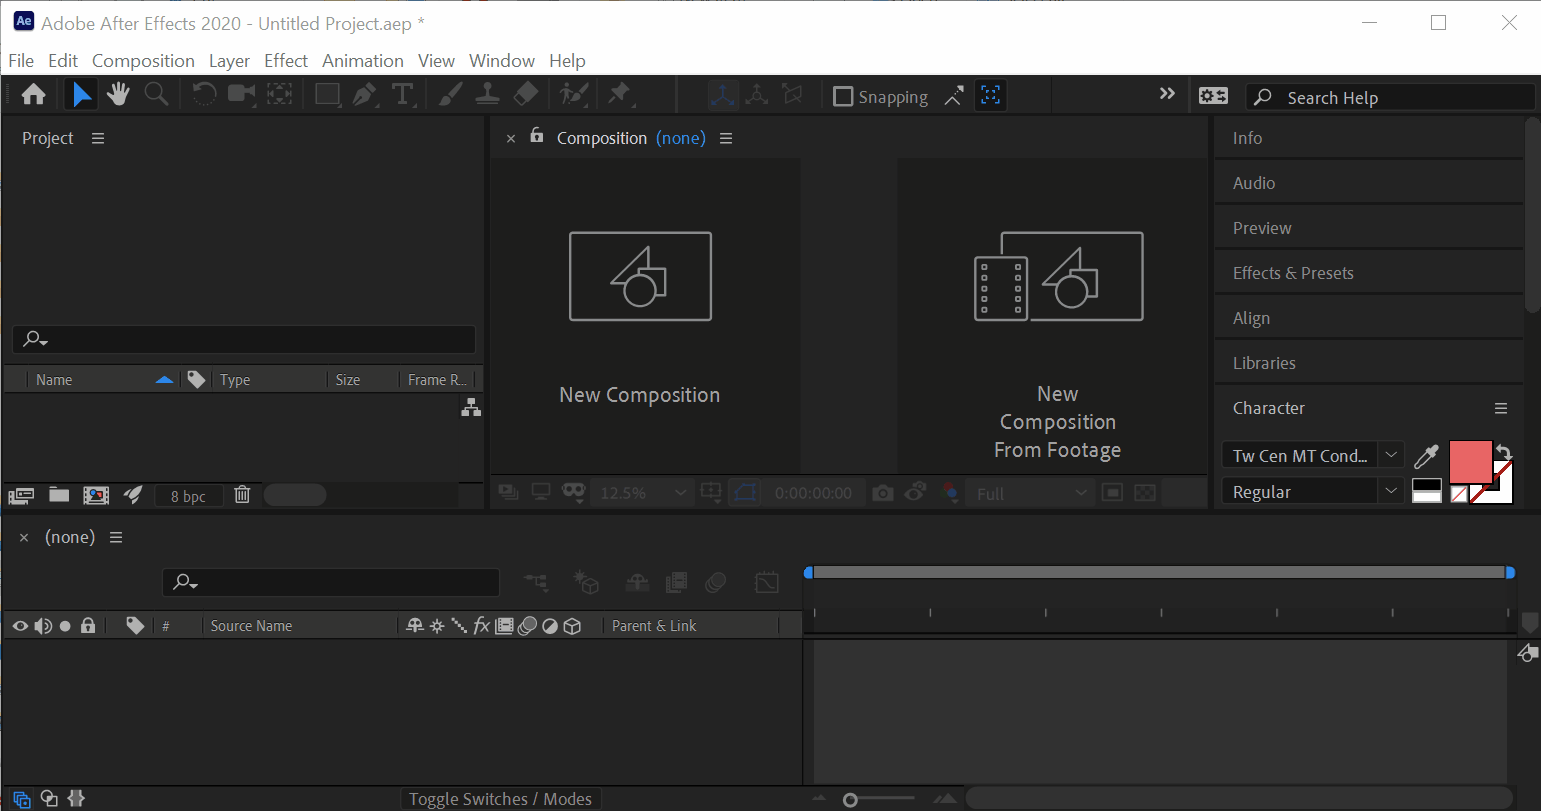 Ae Adobe After Effects 2020 - Untitled Project.aep *
File Edit Composition Layer Effect Animation View Window Help
Snapping
Search Help
Project
Composition (none)
Name Type Size Frame R...
8 bpc
New Composition
New
Composition
From Footage
12.5% 0:00:00:00 Full
Info
Audio
Preview
Effects & Presets
Align
Libraries
Character
Tw Cen MT Cond...
Regular
(none)
# Source Name fx Parent & Link
Toggle Switches / Modes